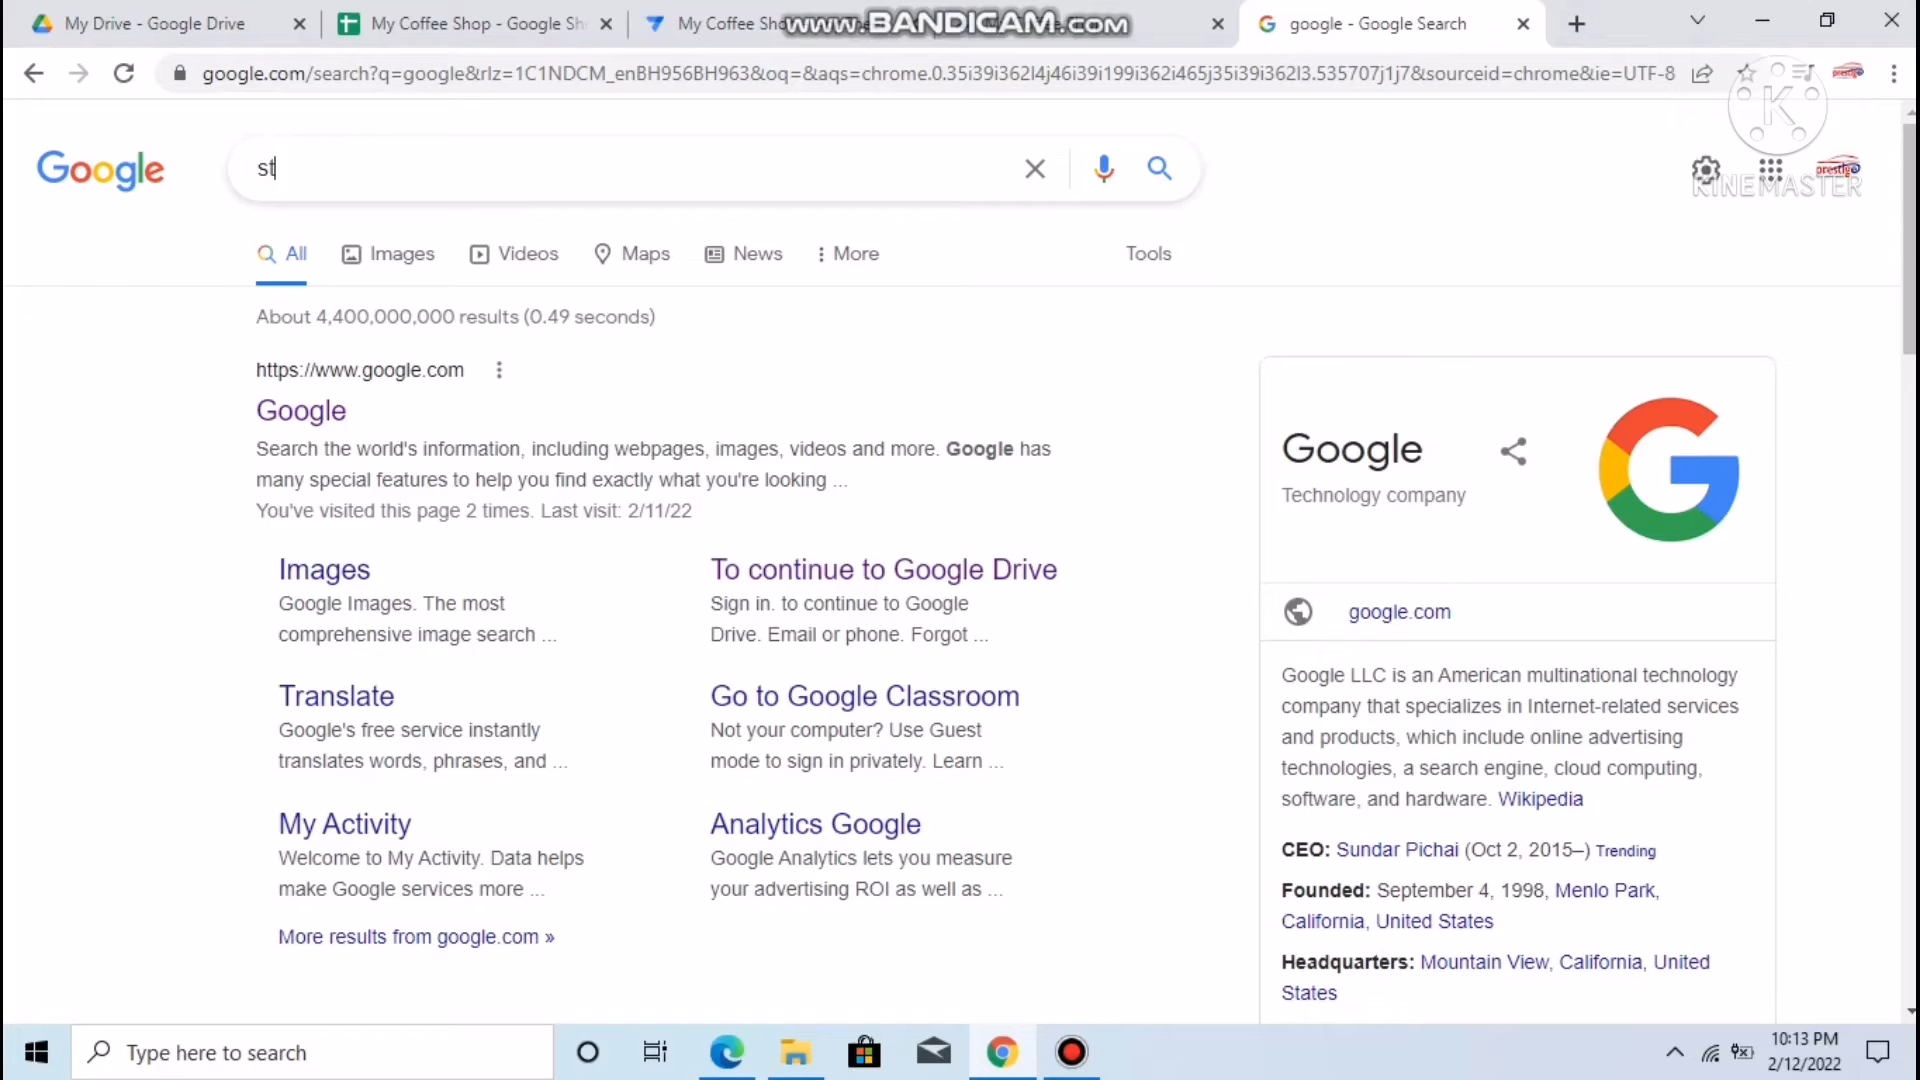 My Drive - Google Drive
My Coffee Shop - Google Sh
My Coffee Sho
www.BANDICAM.com
google - Google Search
google.com/search?q=google&rlz=1C1NDCM_enBH956BH963&oq=&aqs=chrome.0.35i39i362l4j46i39i199i362i465j35i39i362l3.535707j1j7&sourceid=chrome&ie=UTF-8
prestige
K
Google
st
prestige
KINEMASTER
All
Images
Videos
Maps
News
More
Tools
About 4,400,000,000 results (0.49 seconds)
https://www.google.com
Google
Search the world's information, including webpages, images, videos and more. Google has
many special features to help you find exactly what you're looking ...
You've visited this page 2 times. Last visit: 2/11/22
Images
Google Images. The most
comprehensive image search ...
To continue to Google Drive
Sign in. to continue to Google
Drive. Email or phone. Forgot ...
Translate
Google's free service instantly
translates words, phrases, and ...
Go to Google Classroom
Not your computer? Use Guest
mode to sign in privately. Learn ...
My Activity
Welcome to My Activity. Data helps
make Google services more ...
Analytics Google
Google Analytics lets you measure
your advertising ROI as well as ...
More results from google.com »
Google
Technology company
google.com
Google LLC is an American multinational technology
company that specializes in Internet-related services
and products, which include online advertising
technologies, a search engine, cloud computing,
software, and hardware. Wikipedia
CEO: Sundar Pichai (Oct 2, 2015–) Trending
Founded: September 4, 1998, Menlo Park,
California, United States
Headquarters: Mountain View, California, United
States
Type here to search
10:13 PM
2/12/2022